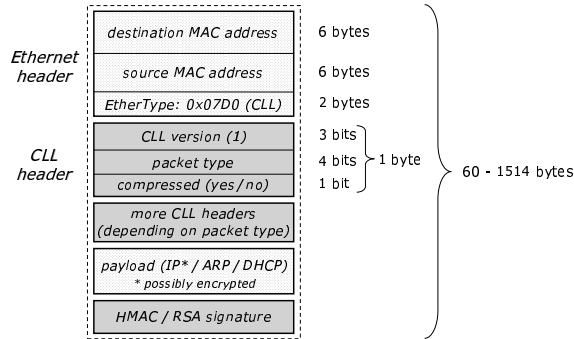 destination MAC address 6 bytes
Ethernet header
source MAC address 6 bytes
EtherType: 0x07D0 (CLL) 2 bytes
CLL header
CLL version (1) 3 bits
packet type 4 bits 1 byte
compressed (yes/no) 1 bit
60 - 1514 bytes
more CLL headers
(depending on packet type)
payload (IP* / ARP / DHCP)
* possibly encrypted
HMAC / RSA signature